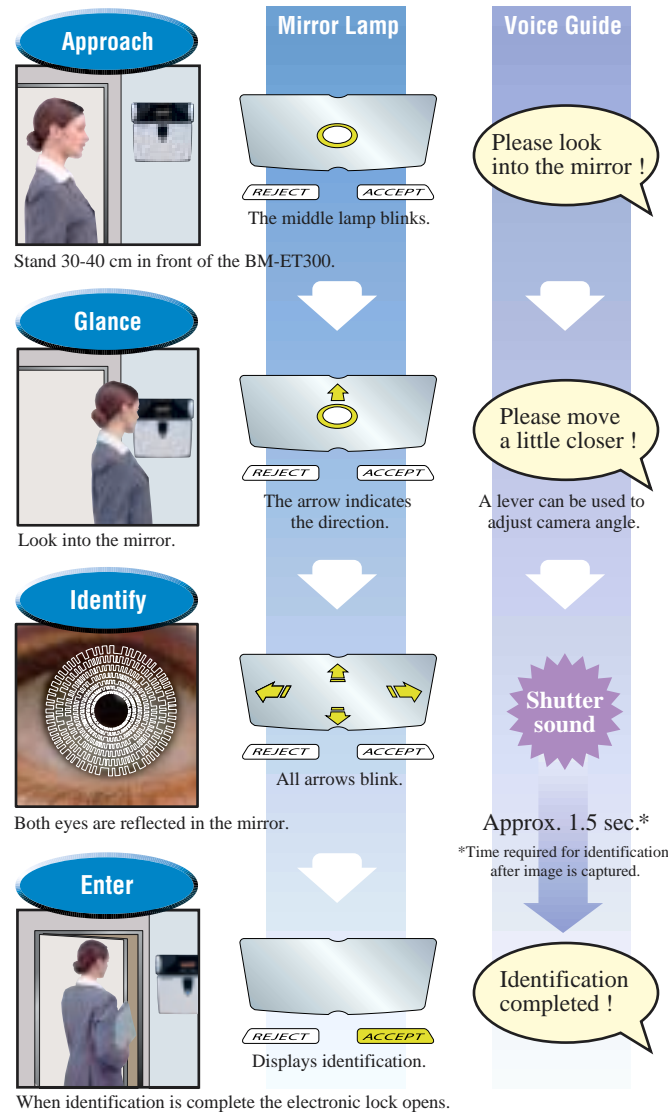 Mirror Lamp
Voice Guide
Approach
Please look
into the mirror !
REJECT
ACCEPT
The middle lamp blinks.
Stand 30-40 cm in front of the BM-ET300.
Glance
Please move
a little closer !
REJECT
ACCEPT
The arrow indicates
the direction.
A lever can be used to
adjust camera angle.
Look into the mirror.
Identify
Shutter
sound
REJECT
ACCEPT
All arrows blink.
Both eyes are reflected in the mirror.
Approx. 1.5 sec.*
*Time required for identification
after image is captured.
Enter
Identification
completed !
REJECT
ACCEPT
Displays identification.
When identification is complete the electronic lock opens.